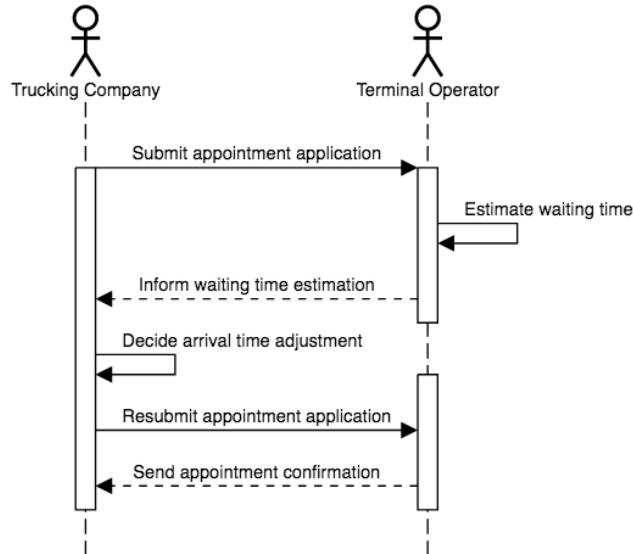 Trucking Company
Terminal Operator
Submit appointment application
Estimate waiting time
Inform waiting time estimation
Decide arrival time adjustment
Resubmit appointment application
Send appointment confirmation